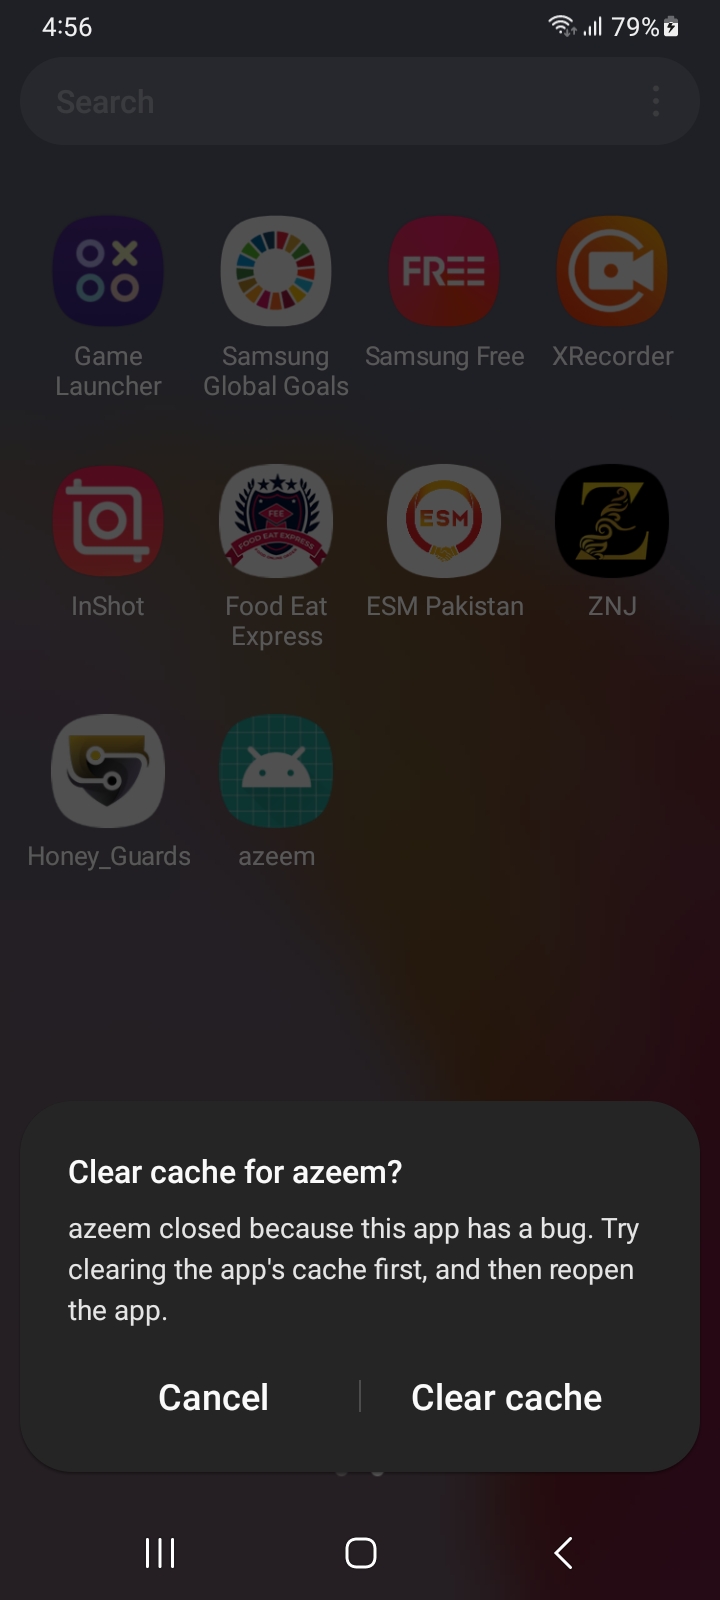 4:56
79%
Search
Game
Launcher
Samsung
Global Goals
FREE
Samsung Free
XRecorder
InShot
FEE
FOOD EAT EXPRESS
Food Eat
Express
ESM
ESM Pakistan
Z
ZNJ
Honey_Guards
azeem
Clear cache for azeem?
azeem closed because this app has a bug. Try
clearing the app's cache first, and then reopen
the app.
Cancel
Clear cache